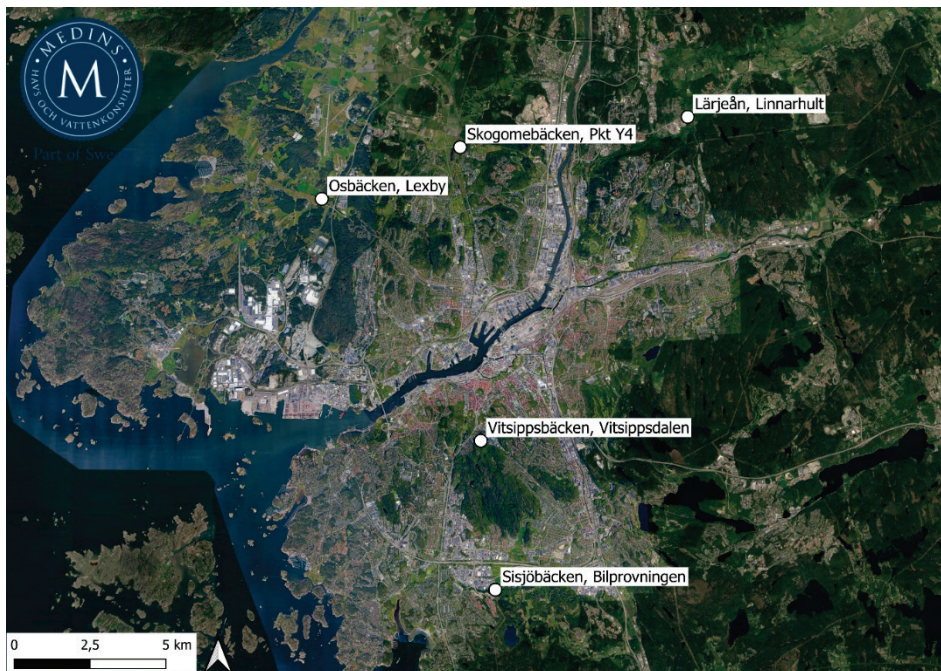 MEDINS
HAVS OCH VATTENKONSULTER
M
Part of Swe
Lärjeån, Linnarhult
Skogomebäcken, Pkt Y4
Osbäcken, Lexby
Vitsippsbäcken, Vitsippsdalen
Sisjöbäcken, Bilprovningen
0 2,5 5 km